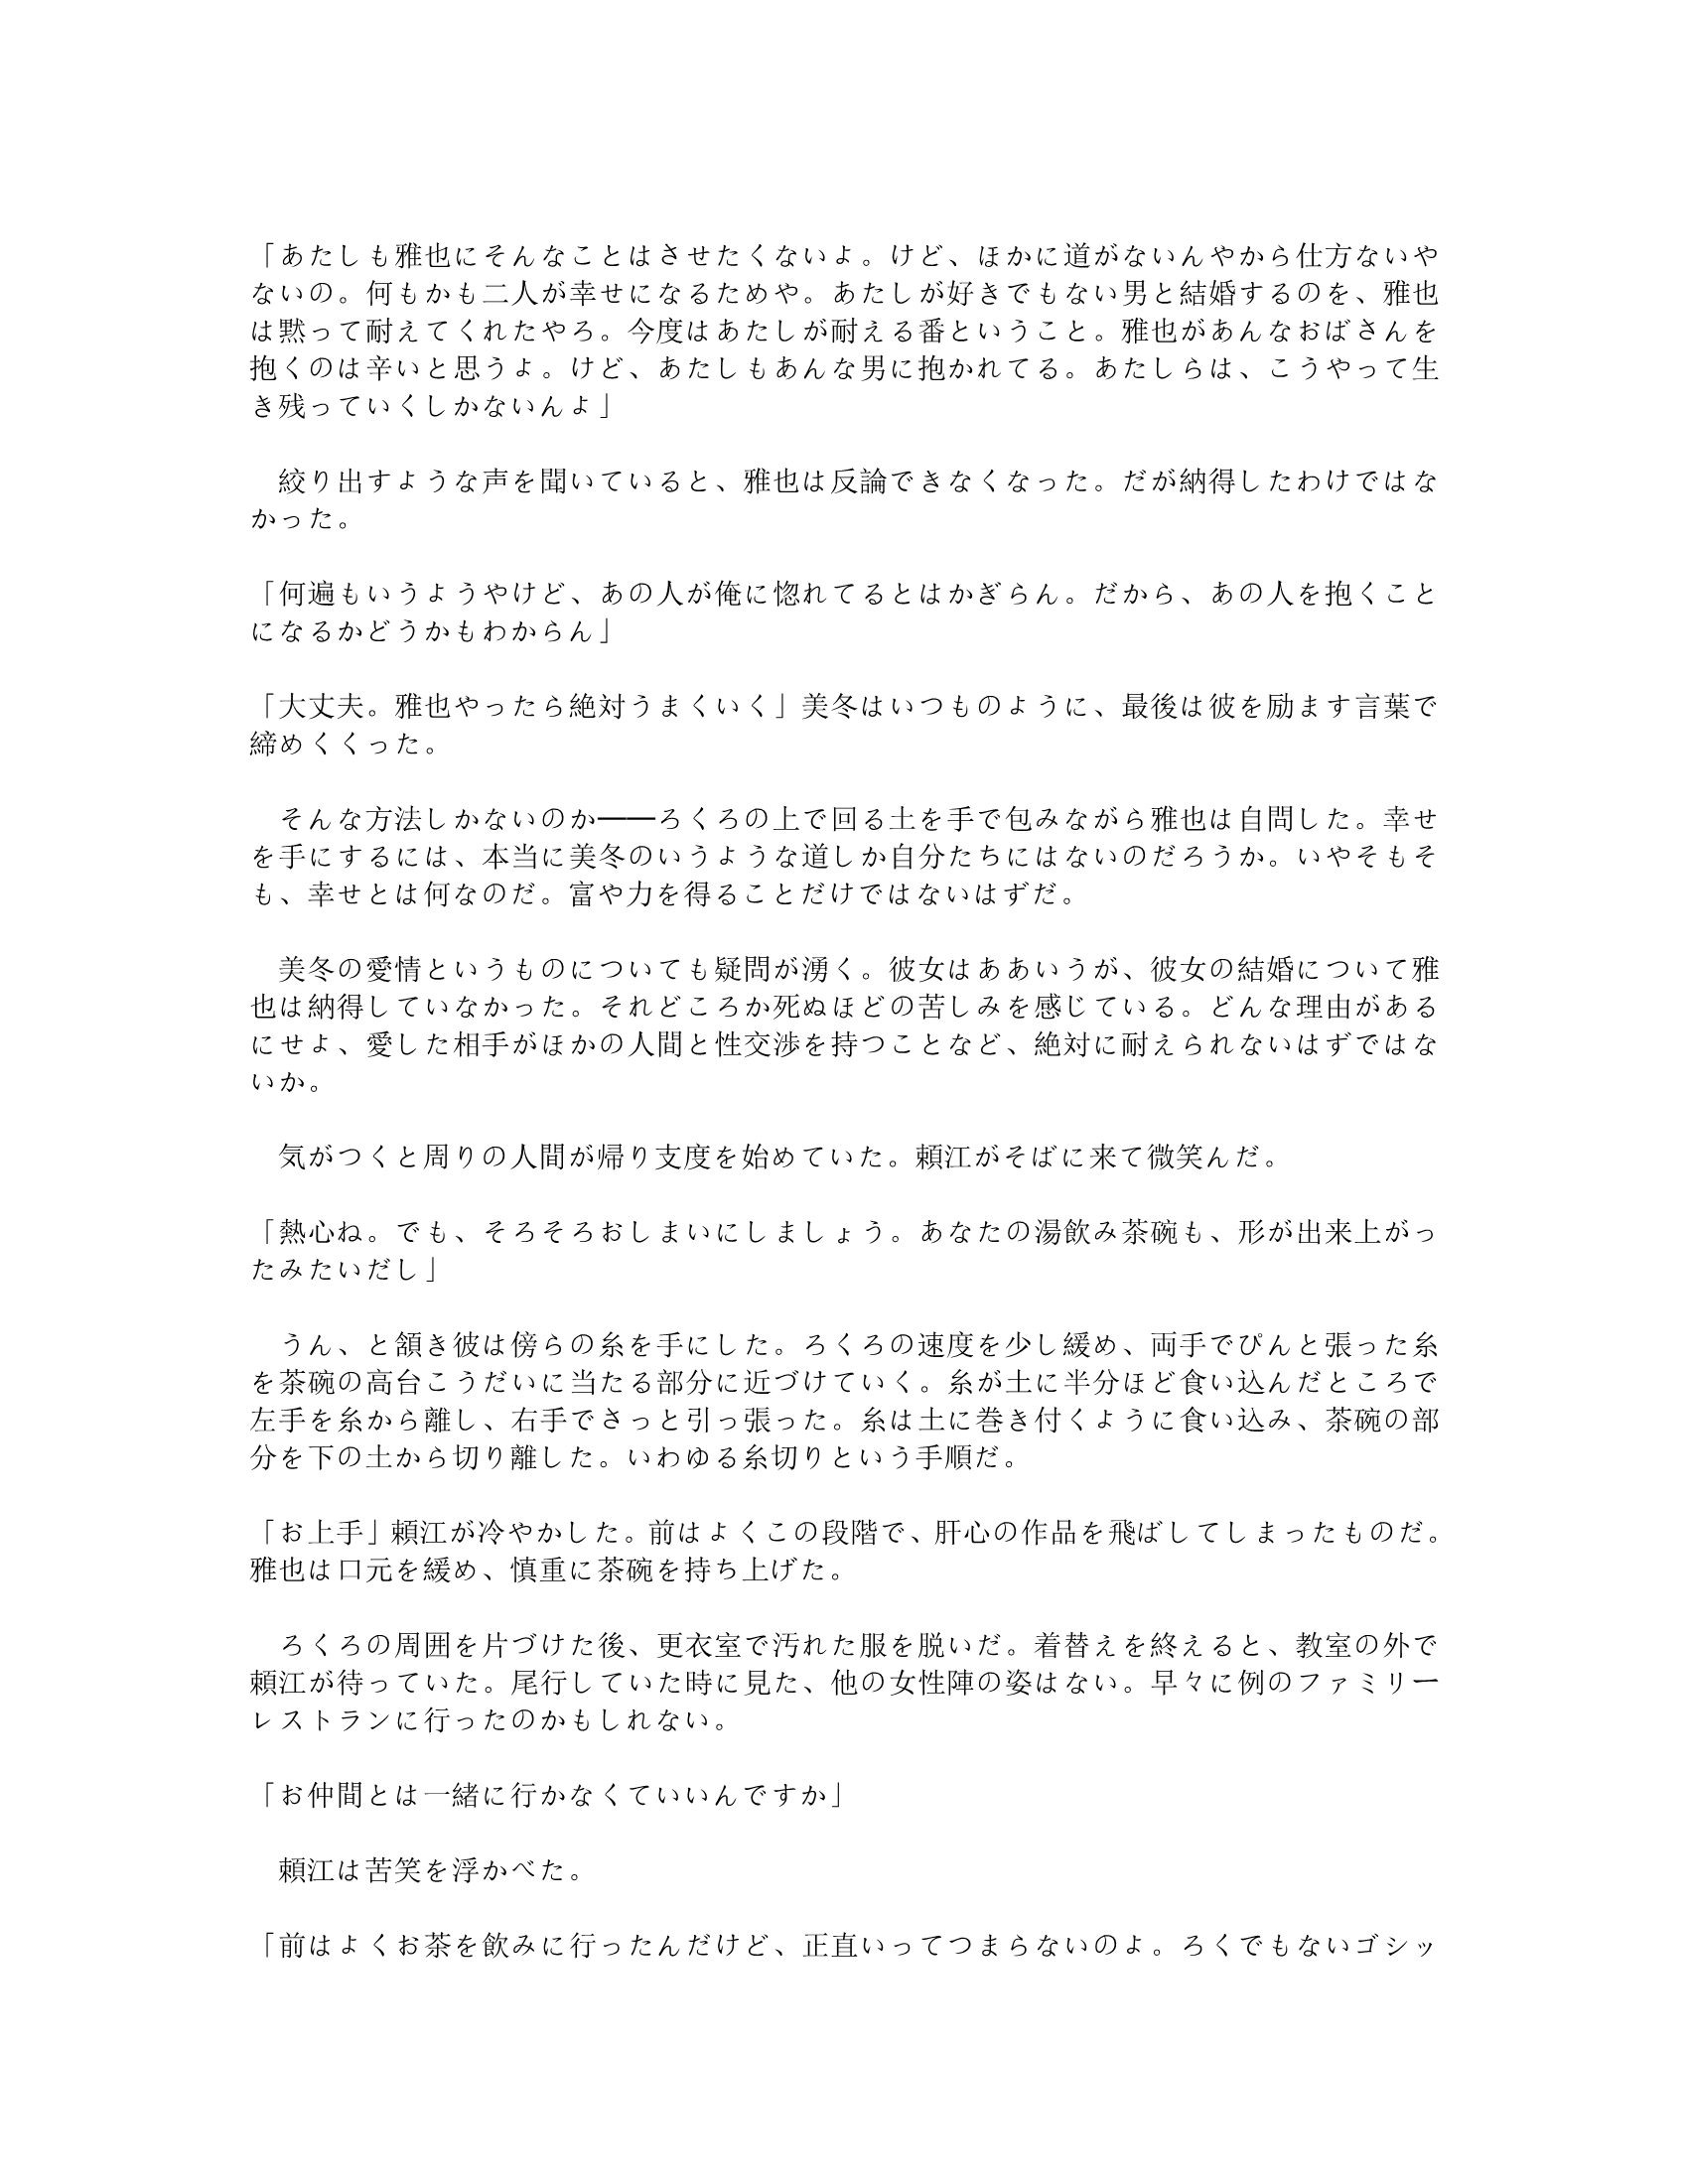 「あたしも雅也にそんなことはさせたくないよ。けど、ほかに道がないんやから仕方ないや
ないの。何もかも二人が幸せになるためや。あたしが好きでもない男と結婚するのを、雅也
は黙って耐えてくれたやろ。今度はあたしが耐える番ということ。雅也があんなおばさんを
抱くのは辛いと思うよ。けど、あたしもあんな男に抱かれてる。あたしらは、こうやって生
き残っていくしかないんよ」
　絞り出すような声を聞いていると、雅也は反論できなくなった。だが納得したわけではな
かった。
「何遍もいうようやけど、あの人が俺に惚れてるとはかぎらん。だから、あの人を抱くこと
になるかどうかもわからん」
「大丈夫。雅也やったら絶対うまくいく」美冬はいつものように、最後は彼を励ます言葉で
締めくくった。
　そんな方法しかないのか――ろくろの上で回る土を手で包みながら雅也は自問した。幸せ
を手にするには、本当に美冬のいうような道しか自分たちにはないのだろうか。いやそもそ
も、幸せとは何なのだ。富や力を得ることだけではないはずだ。
　美冬の愛情というものについても疑問が湧く。彼女はああいうが、彼女の結婚について雅
也は納得していなかった。それどころか死ぬほどの苦しみを感じている。どんな理由がある
にせよ、愛した相手がほかの人間と性交渉を持つことなど、絶対に耐えられないはずではな
いか。
　気がつくと周りの人間が帰り支度を始めていた。頼江がそばに来て微笑んだ。
「熱心ね。でも、そろそろおしまいにしましょう。あなたの湯飲み茶碗も、形が出来上がっ
たみたいだし」
　うん、と頷き彼は傍らの糸を手にした。ろくろの速度を少し緩め、両手でぴんと張った糸
を茶碗の高台こうだいに当たる部分に近づけていく。糸が土に半分ほど食い込んだところで
左手を糸から離し、右手でさっと引っ張った。糸は土に巻き付くように食い込み、茶碗の部
分を下の土から切り離した。いわゆる糸切りという手順だ。
「お上手」頼江が冷やかした。前はよくこの段階で、肝心の作品を飛ばしてしまったものだ。
雅也は口元を緩め、慎重に茶碗を持ち上げた。
　ろくろの周囲を片づけた後、更衣室で汚れた服を脱いだ。着替えを終えると、教室の外で
頼江が待っていた。尾行していた時に見た、他の女性陣の姿はない。早々に例のファミリー
レストランに行ったのかもしれない。
「お仲間とは一緒に行かなくていいんですか」
　頼江は苦笑を浮かべた。
「前はよくお茶を飲みに行ったんだけど、正直いってつまらないのよ。ろくでもないゴシッ